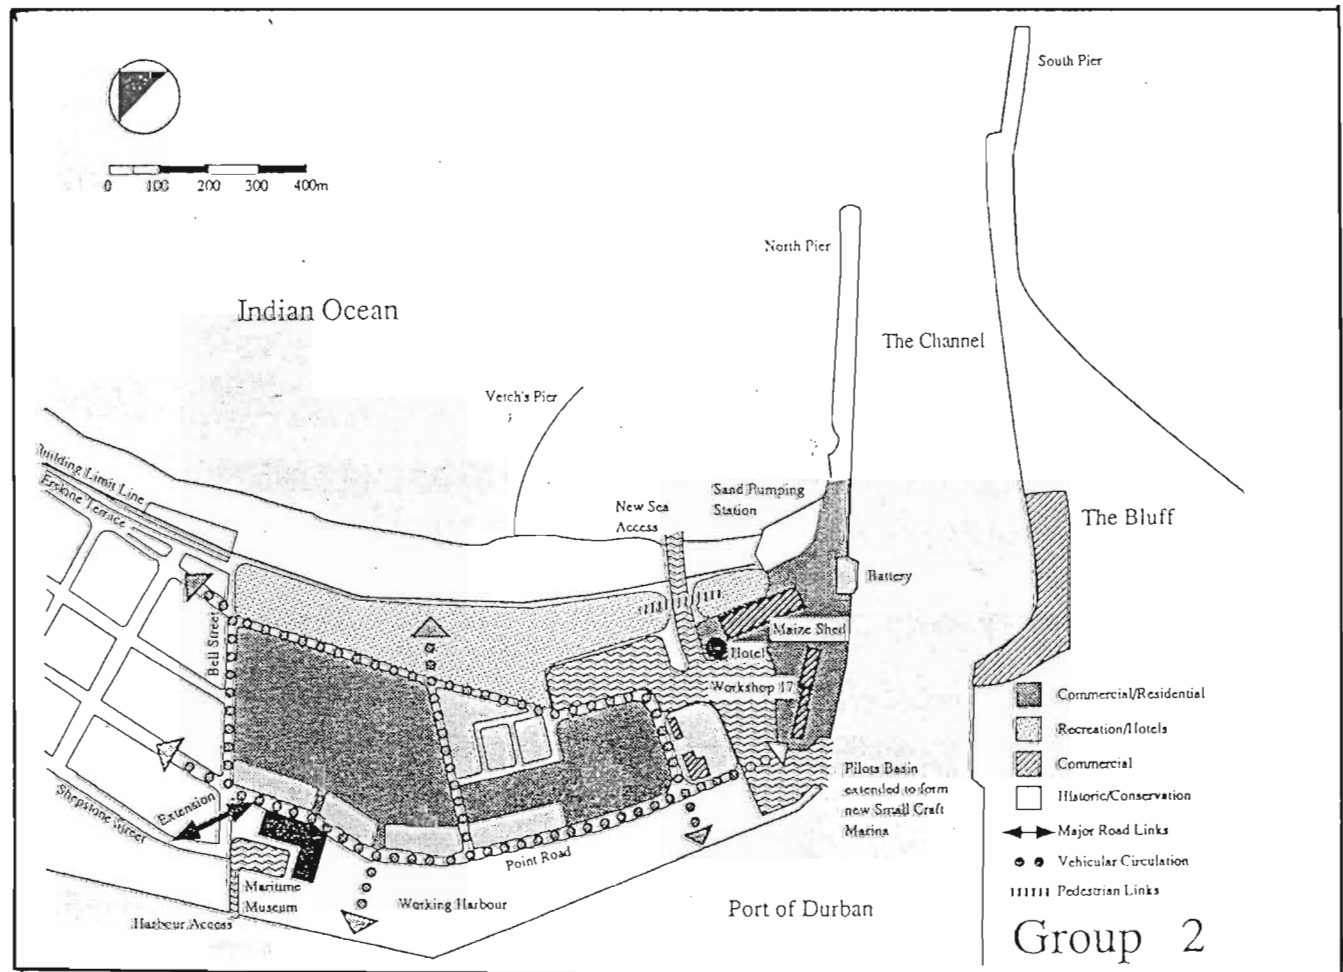 South Pier
0 100 200 300 400m
North Pier
Indian Ocean
The Channel
Vetch's Pier
Building Limit Line
Erskine Terrace
Sand Pumping
Station
New Sea
Access
The Bluff
Battery
Bell Street
Maize Shed
Hotel
Workshop 17
Commercial/Residential
Recreation/Hotels
Commercial
Historic/Conservation
Major Road Links
Vehicular Circulation
Pedestrian Links
Pilots Basin
extended to form
new Small Craft
Marina
Extension
Shepstone Street
Point Road
Maritime
Museum
Harbour Access
Working Harbour
Port of Durban
Group 2